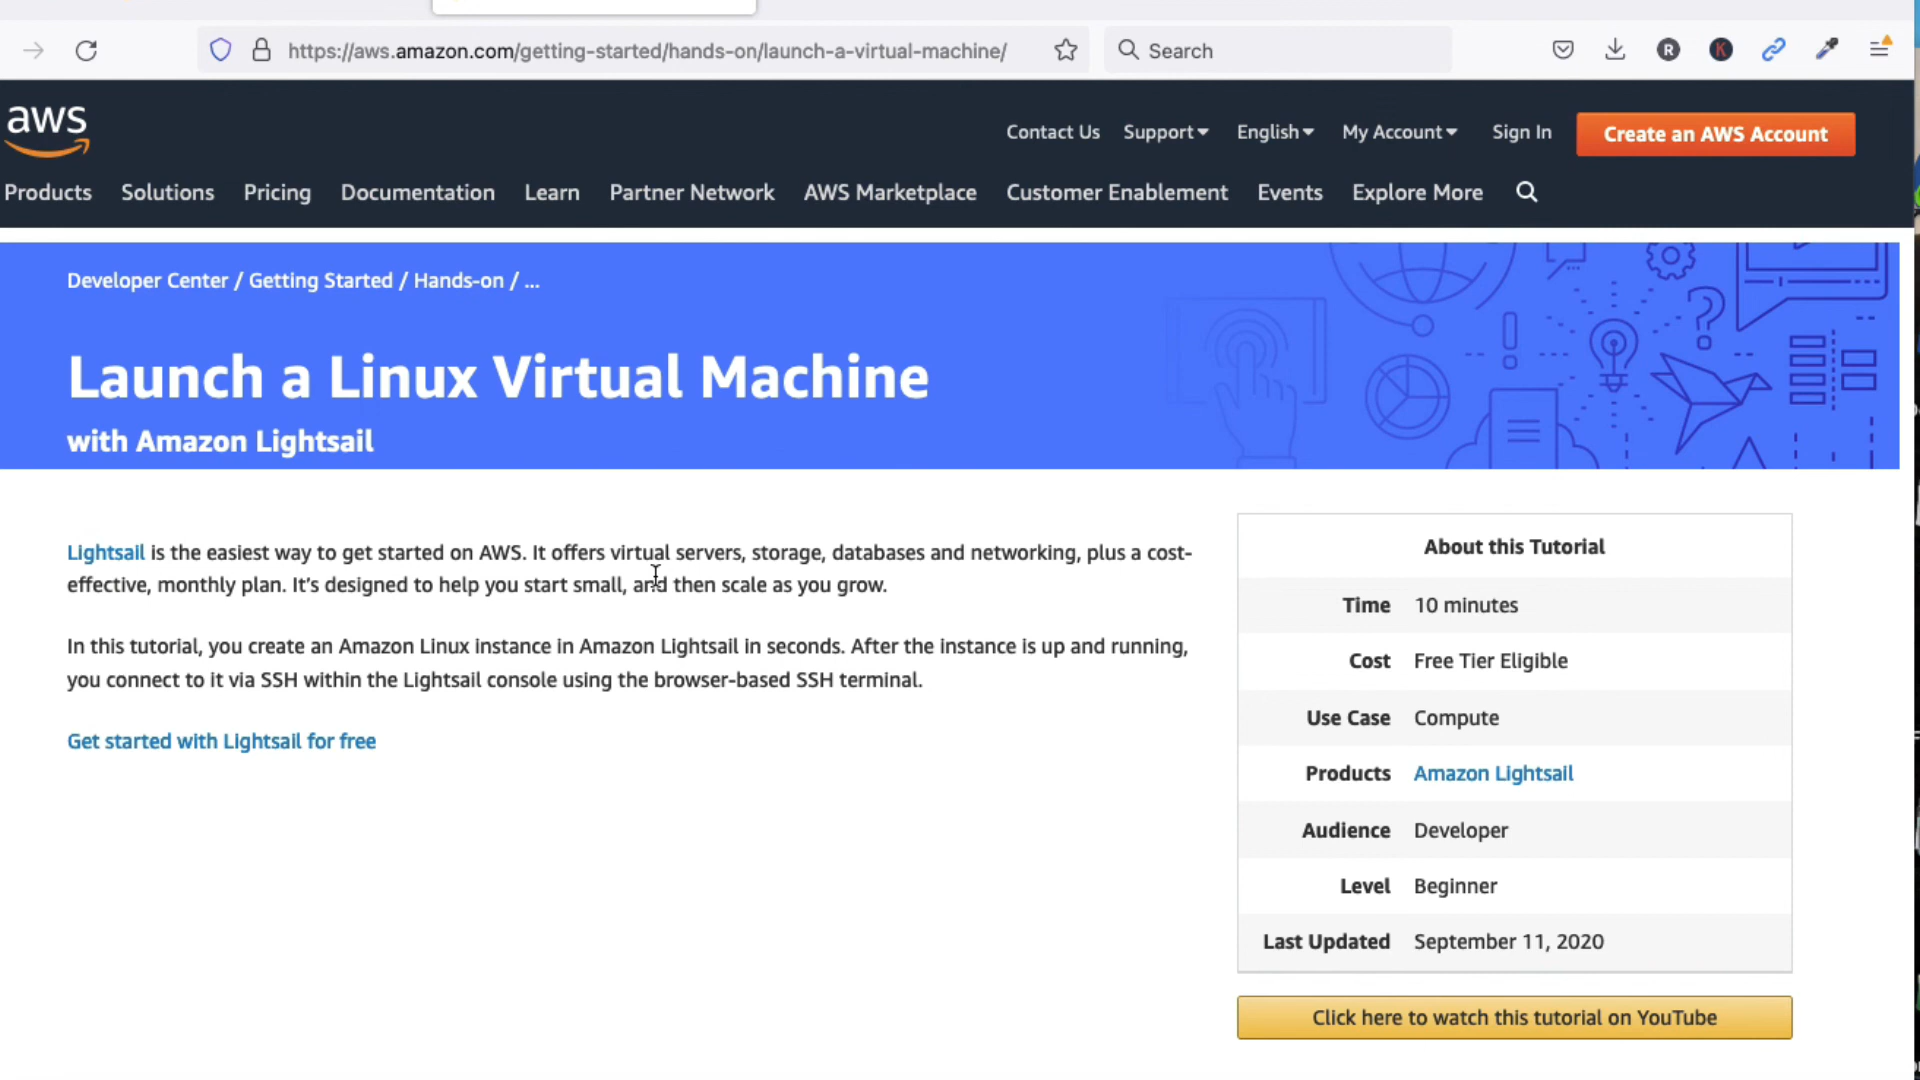 https://aws.amazon.com/getting-started/hands-on/launch-a-virtual-machine/
Search
R
K
aws
Contact Us
Support
English
My Account
Sign In
Create an AWS Account
Products
Solutions
Pricing
Documentation
Learn
Partner Network
AWS Marketplace
Customer Enablement
Events
Explore More
Developer Center / Getting Started / Hands-on / ...
Launch a Linux Virtual Machine
with Amazon Lightsail
Lightsail is the easiest way to get started on AWS. It offers virtual servers, storage, databases and networking, plus a cost-
effective, monthly plan. It's designed to help you start small, and then scale as you grow.
In this tutorial, you create an Amazon Linux instance in Amazon Lightsail in seconds. After the instance is up and running,
you connect to it via SSH within the Lightsail console using the browser-based SSH terminal.
Get started with Lightsail for free
About this Tutorial
Time 10 minutes
Cost Free Tier Eligible
Use Case Compute
Products Amazon Lightsail
Audience Developer
Level Beginner
Last Updated September 11, 2020
Click here to watch this tutorial on YouTube